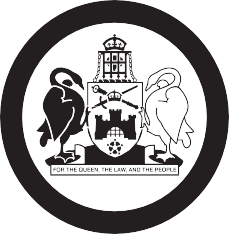 FOR THE QUEEN, THE LAW, AND THE PEOPLE